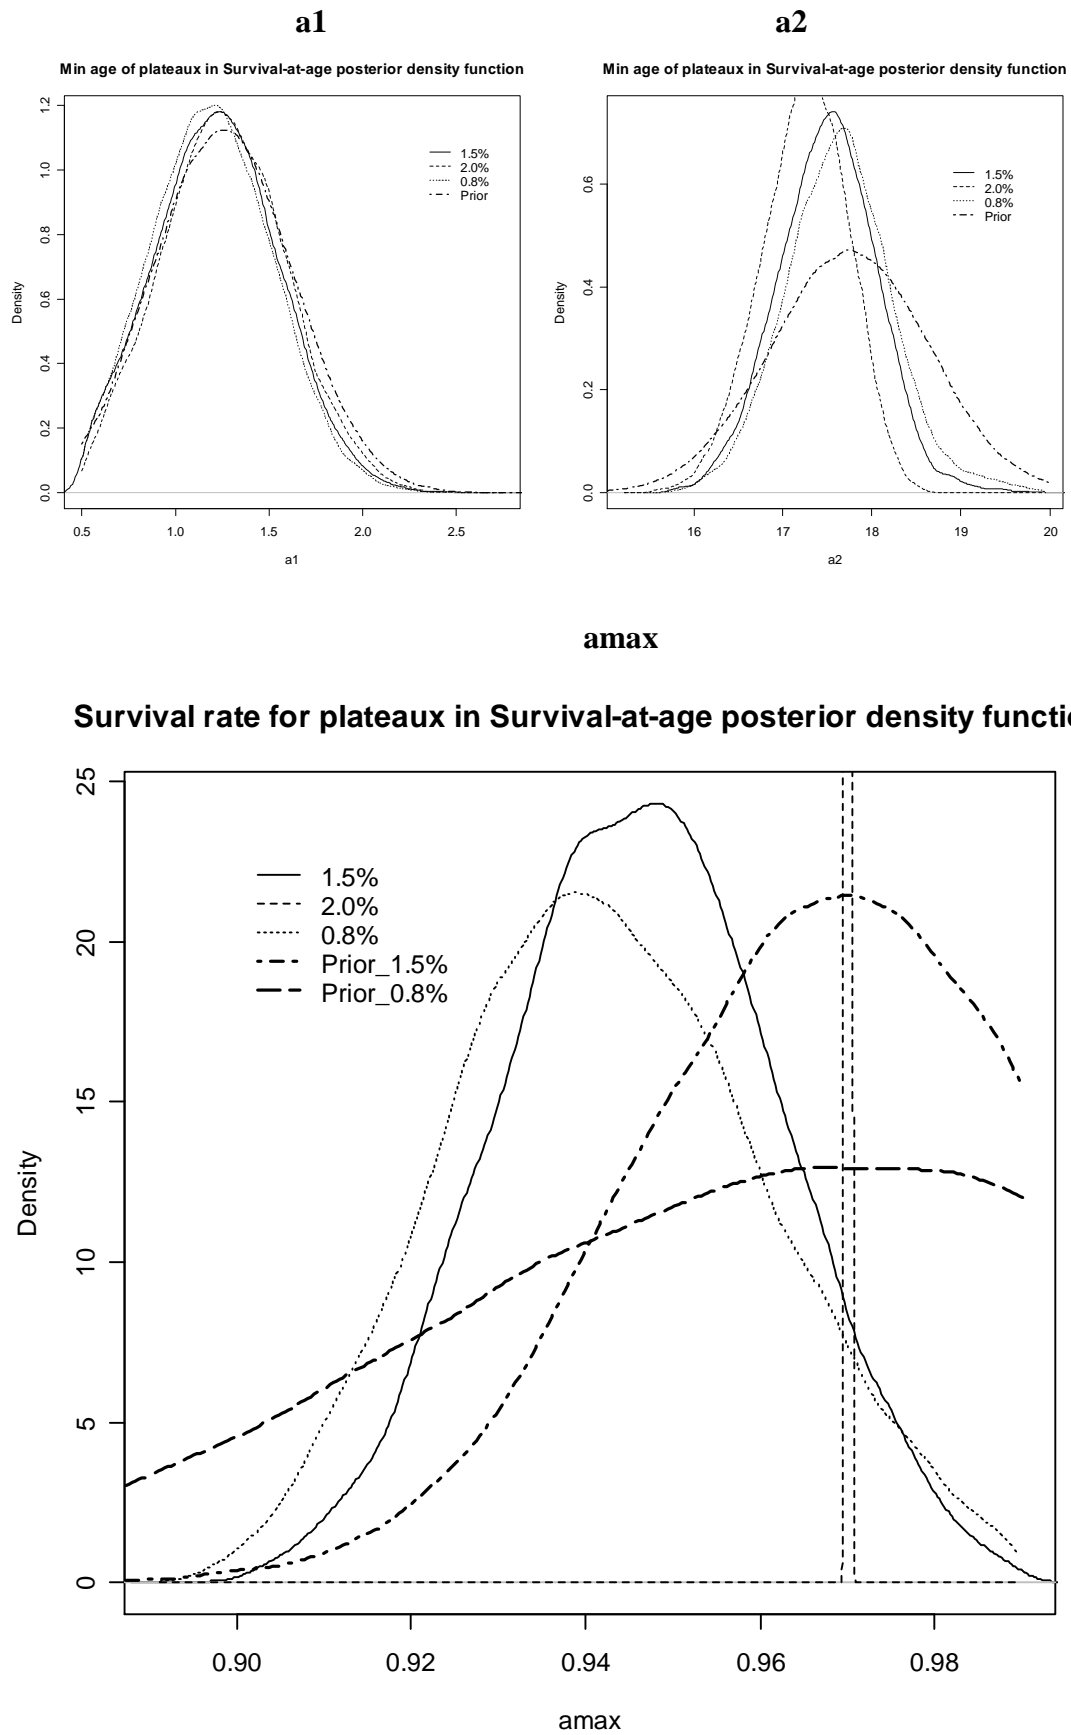 a1
Min age of plateaux in Survival-at-age posterior density function
1.2
1.0
0.8
0.6
0.4
0.2
0.0
Density
1.5%
2.0%
0.8%
Prior
0.5 1.0 1.5 2.0 2.5
a1
a2
Min age of plateaux in Survival-at-age posterior density function
0.6
0.4
0.2
0.0
Density
1.5%
2.0%
0.8%
Prior
16 17 18 19 20
a2
amax
Survival rate for plateaux in Survival-at-age posterior density functi
25
20
15
10
5
0
Density
1.5%
2.0%
0.8%
Prior_1.5%
Prior_0.8%
0.90 0.92 0.94 0.96 0.98
amax